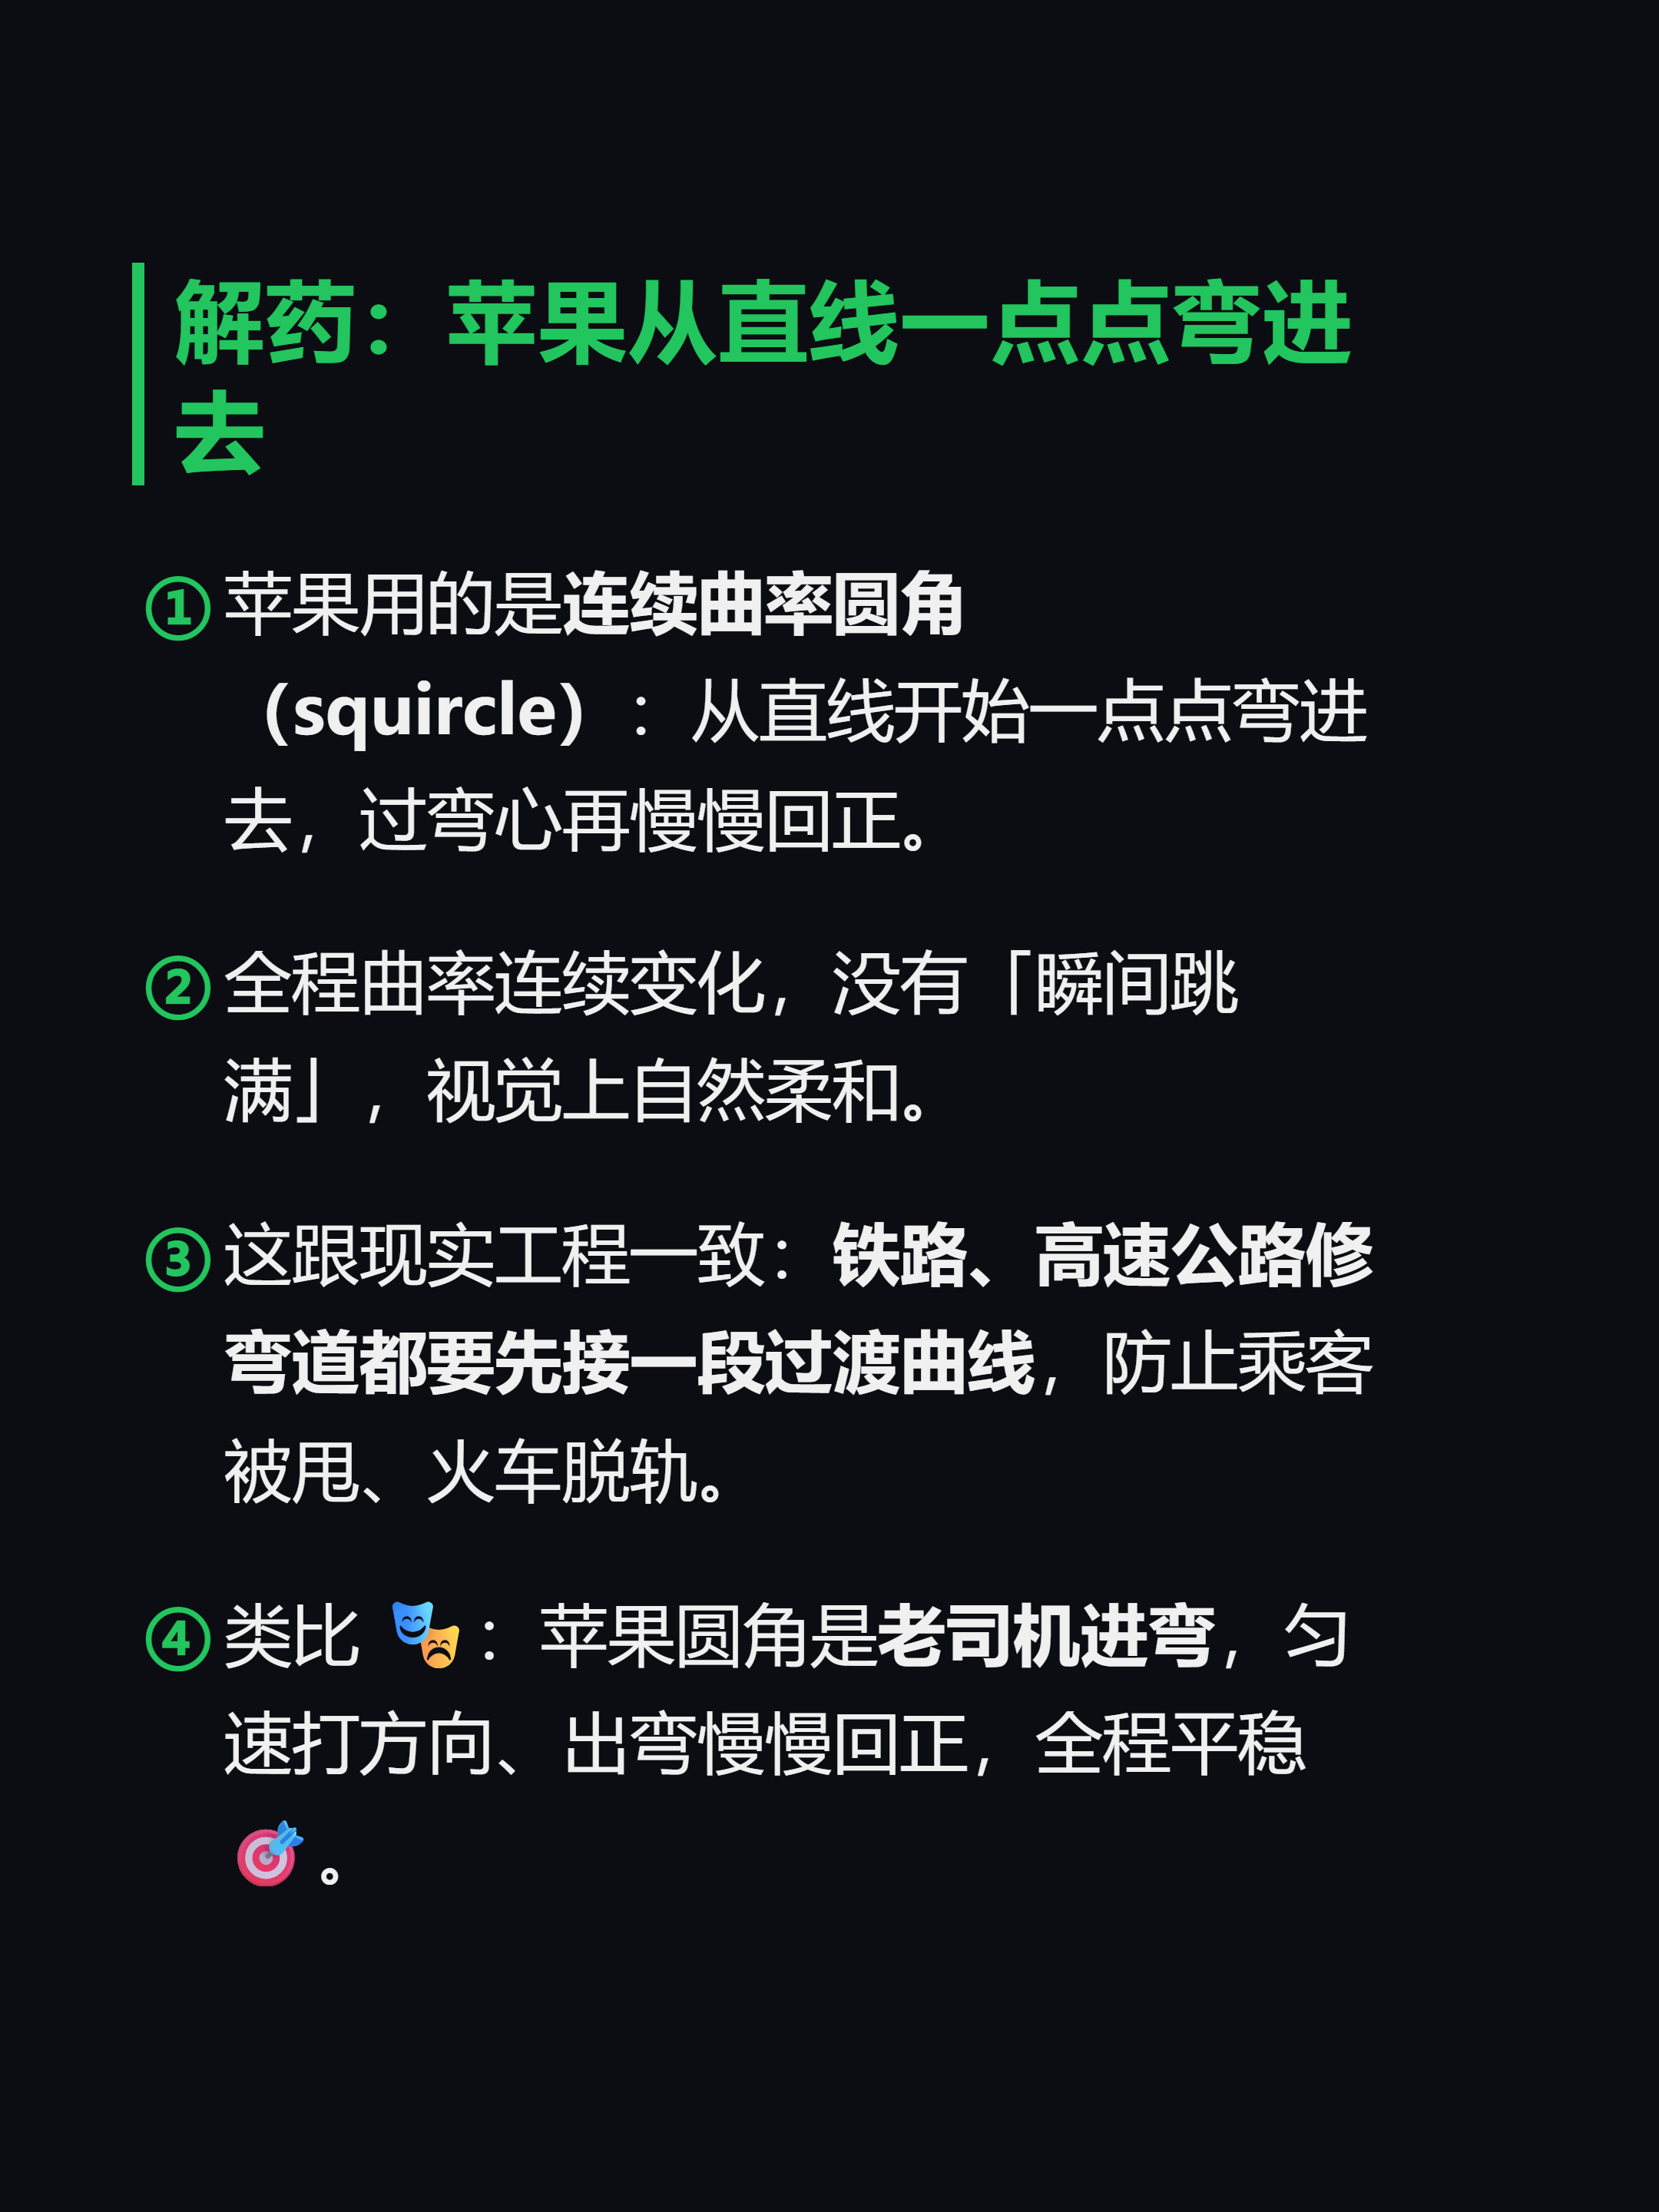 解药：苹果从直线一点点弯进
去
①苹果用的是连续曲率圆角
（squircle）：从直线开始一点点弯进
去，过弯心再慢慢回正。
②全程曲率连续变化，没有「瞬间跳
满」，视觉上自然柔和。
③这跟现实工程一致：铁路、高速公路修
弯道都要先接一段过渡曲线，防止乘客
被甩、火车脱轨。
④类比 🎭：苹果圆角是老司机进弯，匀
速打方向、出弯慢慢回正，全程平稳
🎯。